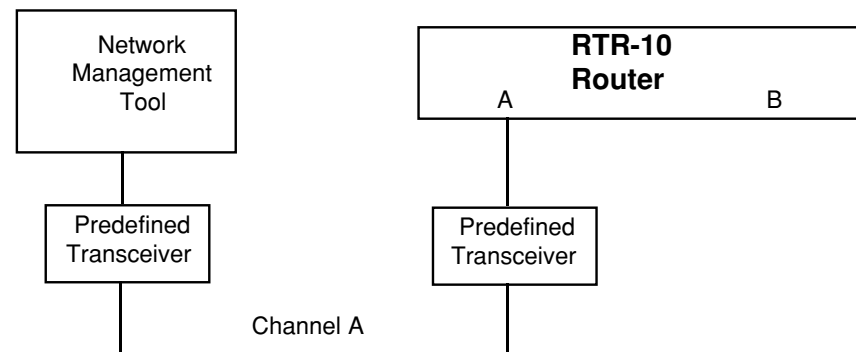 Network
Management
Tool
RTR-10
Router
A
B
Predefined
Transceiver
Predefined
Transceiver
Channel A